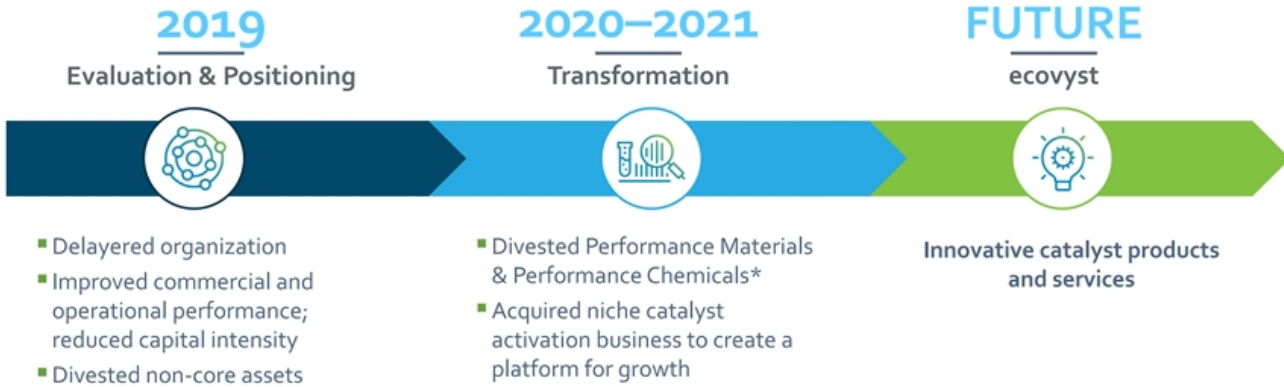 2019
Evaluation & Positioning
2020–2021
Transformation
FUTURE
ecovyst
▪ Delayered organization
▪ Improved commercial and
operational performance;
reduced capital intensity
▪ Divested non-core assets
▪ Divested Performance Materials
& Performance Chemicals*
▪ Acquired niche catalyst
activation business to create a
platform for growth
Innovative catalyst products
and services